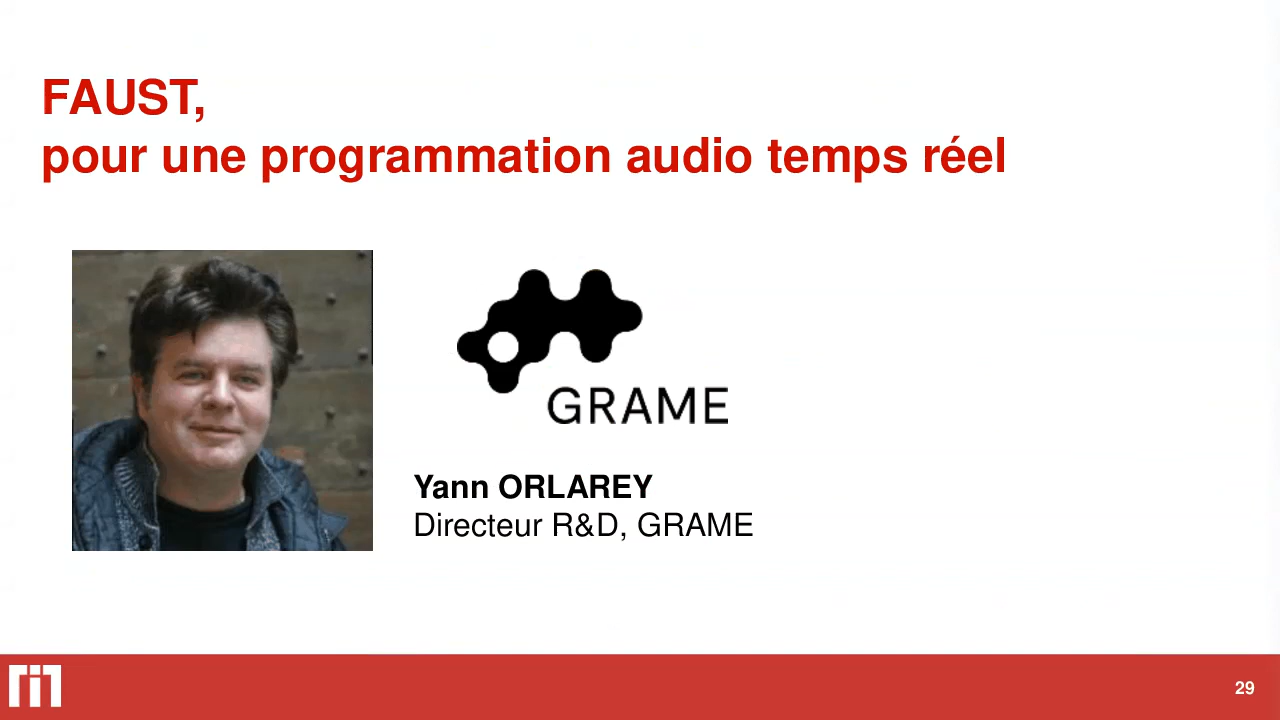 FAUST,
pour une programmation audio temps réel
GRAME
Yann ORLAREY
Directeur R&D, GRAME
29